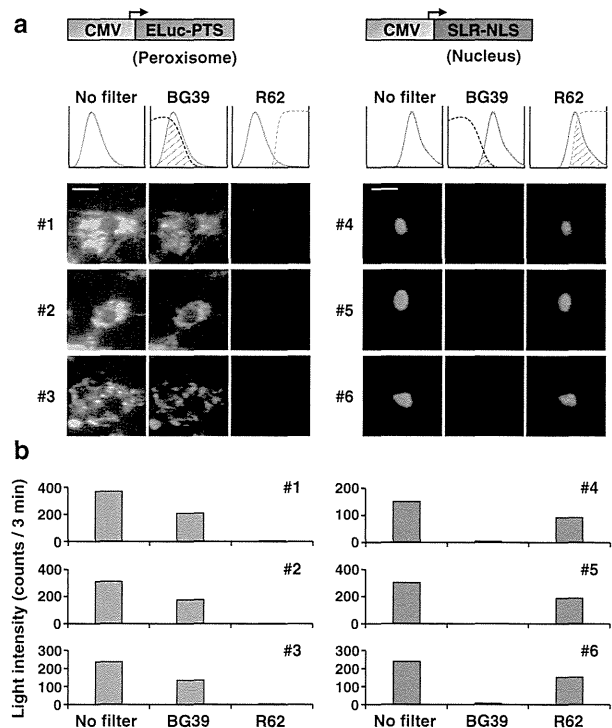 a
CMV ELuc-PTS
(Peroxisome)
CMV SLR-NLS
(Nucleus)
No filter BG39 R62
No filter BG39 R62
#1 #4
#2 #5
#3 #6
b
Light intensity (counts / 3 min)
400
200
0
#1
200
100
0
#4
400
200
0
#2
400
200
0
#5
300
200
100
0
#3
300
200
100
0
#6
No filter BG39 R62
No filter BG39 R62